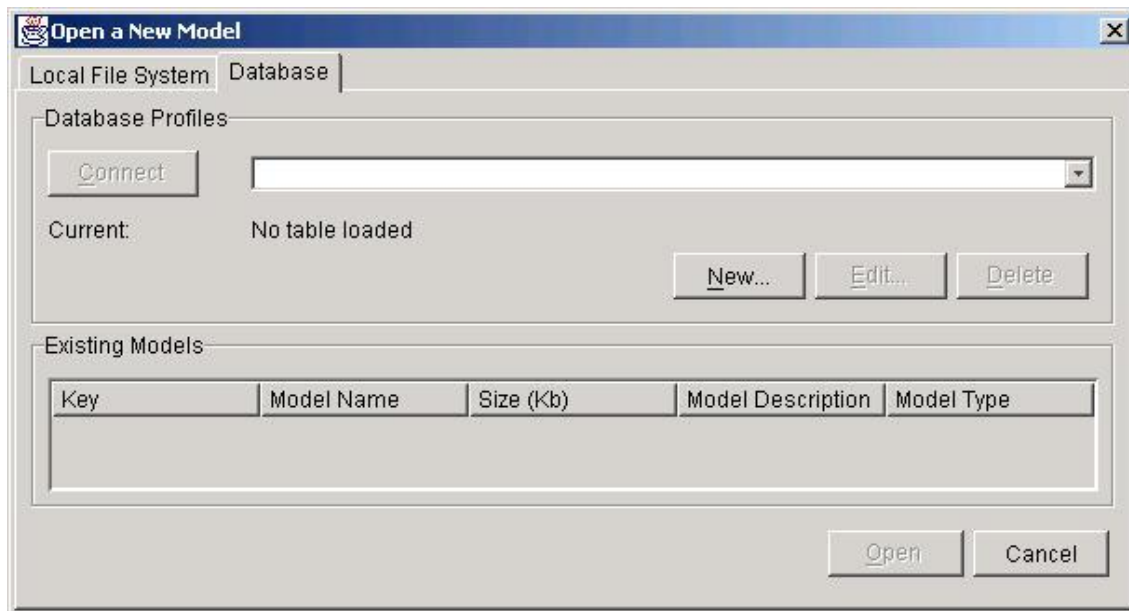 Open a New Model
Local File System Database
Database Profiles
Connect
Current: No table loaded
New... Edit... Delete
Existing Models
Key Model Name Size (Kb) Model Description Model Type
Open Cancel